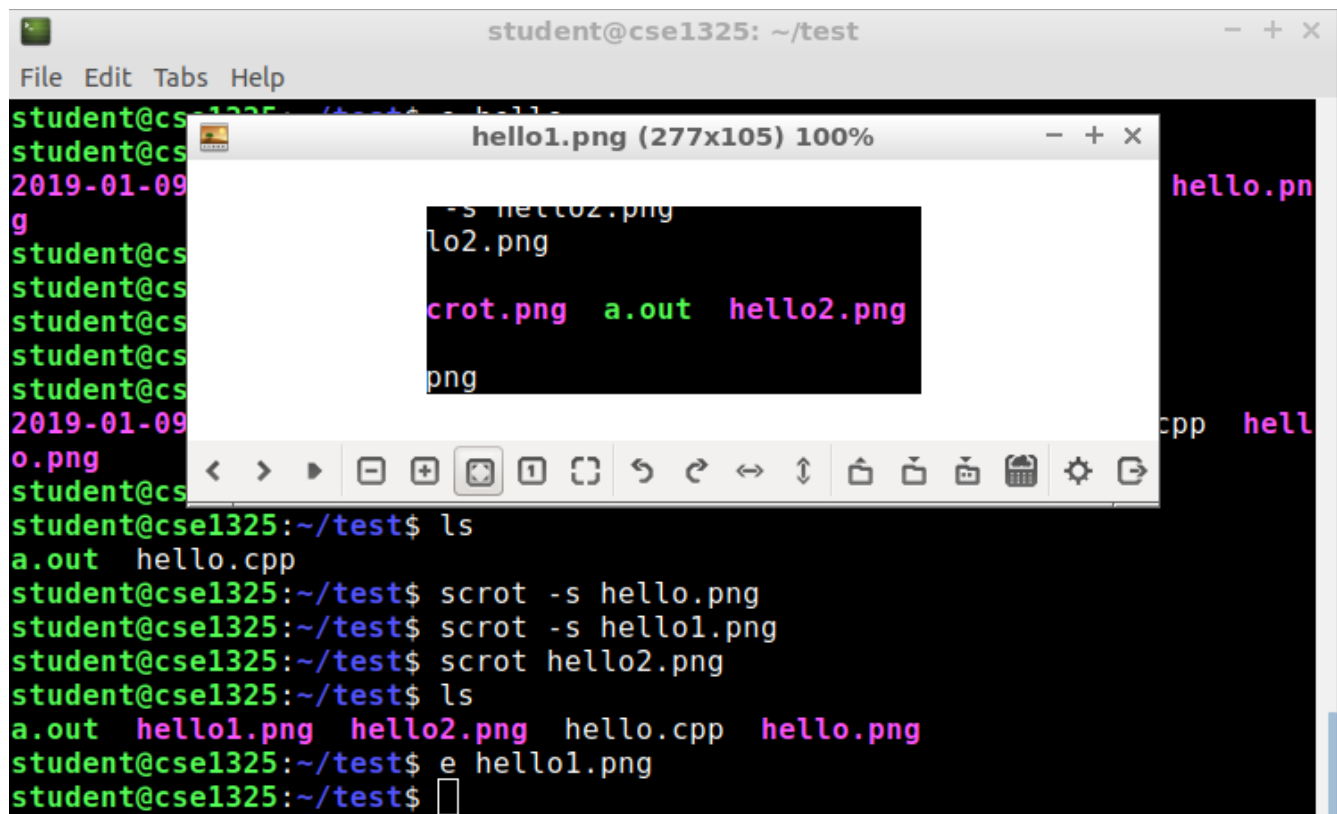 student@cse1325: ~/test
File Edit Tabs Help
student@cs
student@cs
2019-01-09 hello.pn
g
student@cs
student@cs
student@cs
student@cs
student@cs
2019-01-09 cpp hell
o.png
student@cs
hello1.png (277x105) 100%
-s hello2.png
lo2.png
crot.png a.out hello2.png
png
1
student@cse1325:~/test$ ls
a.out hello.cpp
student@cse1325:~/test$ scrot -s hello.png
student@cse1325:~/test$ scrot -s hello1.png
student@cse1325:~/test$ scrot hello2.png
student@cse1325:~/test$ ls
a.out hello1.png hello2.png hello.cpp hello.png
student@cse1325:~/test$ e hello1.png
student@cse1325:~/test$